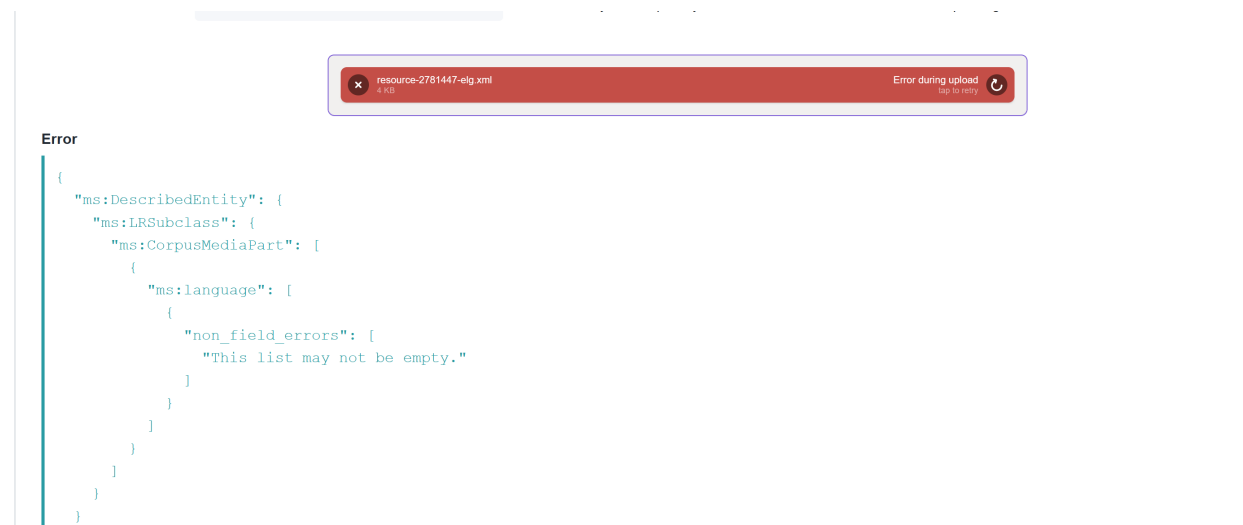 resource-2781447-elg.xml
4 KB
Error during upload
tap to retry
Error
{
"ms:DescribedEntity": {
"ms:LRSubclass": {
"ms:CorpusMediaPart": [
{
"ms:language": [
{
"non_field_errors": [
"This list may not be empty."
]
}
]
}
]
}
}